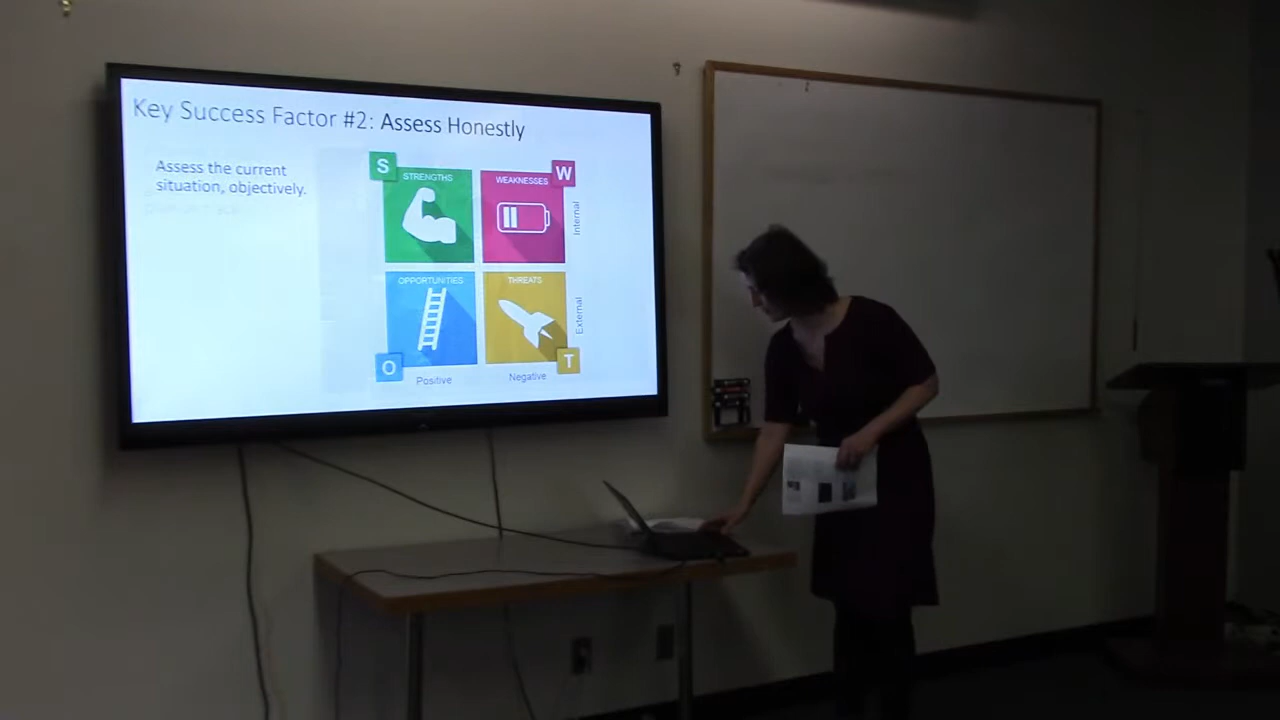 Key Success Factor #2: Assess Honestly
Assess the current
situation, objectively.
S
STRENGTHS
WEAKNESSES
W
Internal
OPPORTUNITIES
THREATS
External
O
T
Positive
Negative